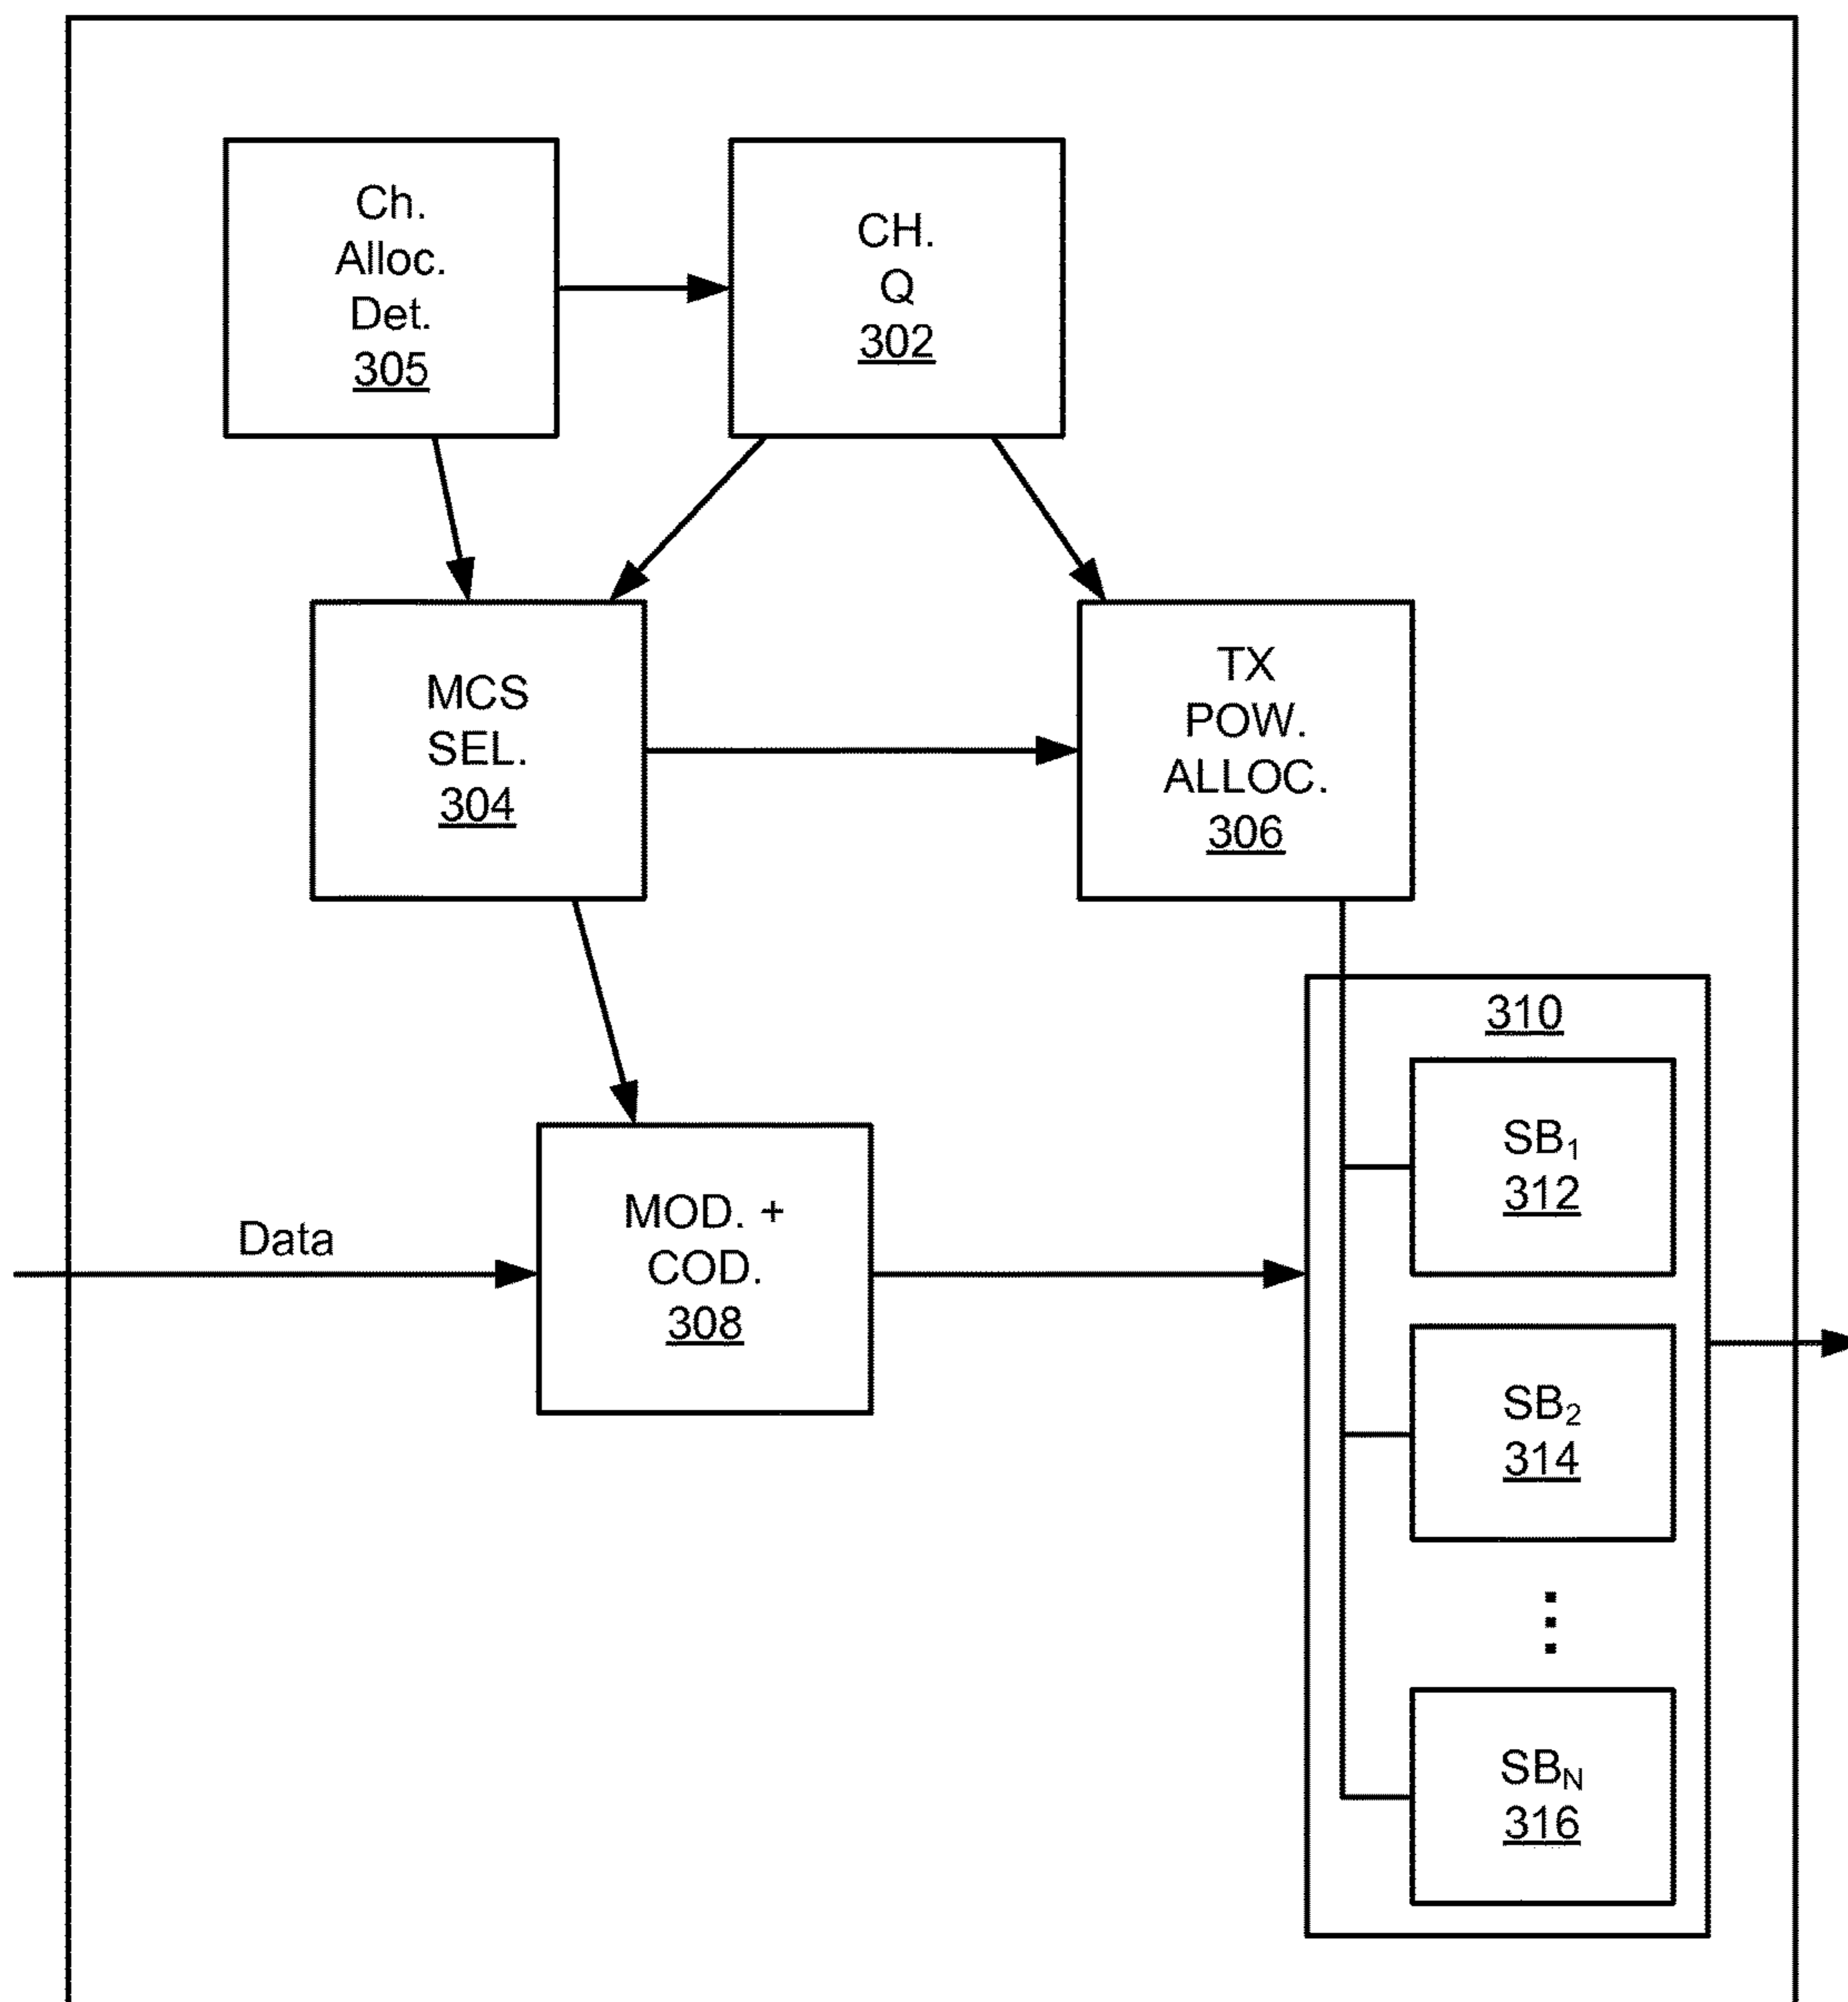 Ch.
Alloc.
Det.
305
CH.
Q
302
MCS
SEL.
304
TX
POW.
ALLOC.
306
310
SB1
312
Data
MOD. +
COD.
308
SB2
314
SBN
316